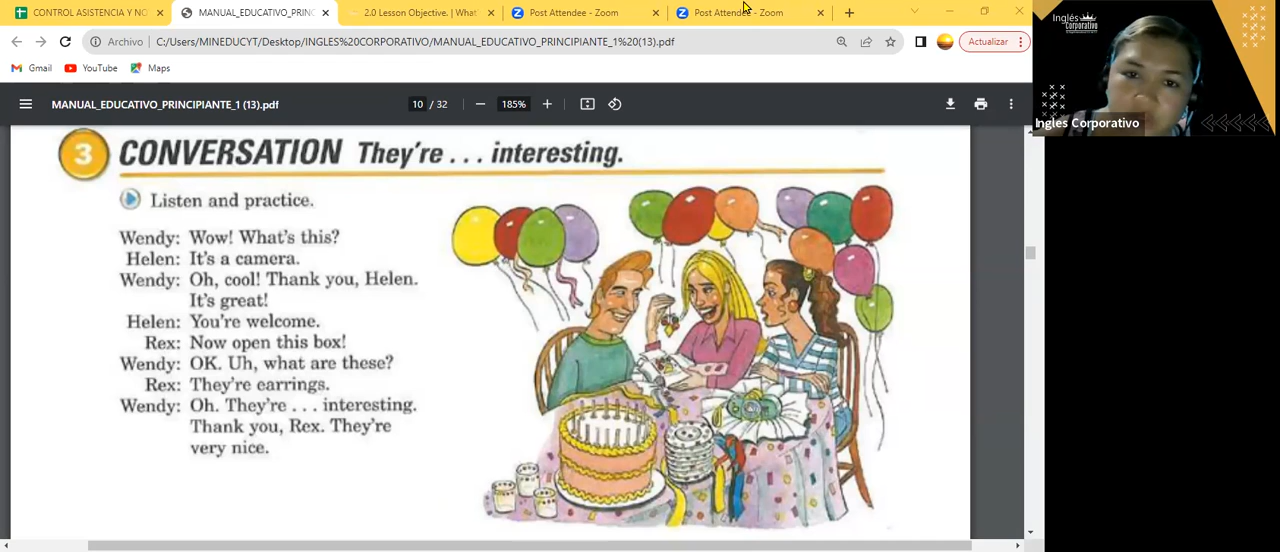 CONTROL ASISTENCIA Y NO
MANUAL_EDUCATIVO_PRINC
2.0 Lesson Objective. | What
Post Attendee - Zoom
Post Attendee - Zoom
Archivo
C:/Users/MINEDUCYT/Desktop/INGLES%20CORPORATIVO/MANUAL_EDUCATIVO_PRINCIPIANTE_1%20(13).pdf
Actualizar
Gmail
YouTube
Maps
MANUAL_EDUCATIVO_PRINCIPIANTE_1 (13).pdf
10 / 32
185%
Inglés
Corporativo
Ingles Corporativo
3 CONVERSATION They're . . . interesting.
Listen and practice.
Wendy: Wow! What's this?
Helen: It's a camera.
Wendy: Oh, cool! Thank you, Helen.
It's great!
Helen: You're welcome.
Rex: Now open this box!
Wendy: OK. Uh, what are these?
Rex: They're earrings.
Wendy: Oh. They're . . . interesting.
Thank you, Rex. They're
very nice.